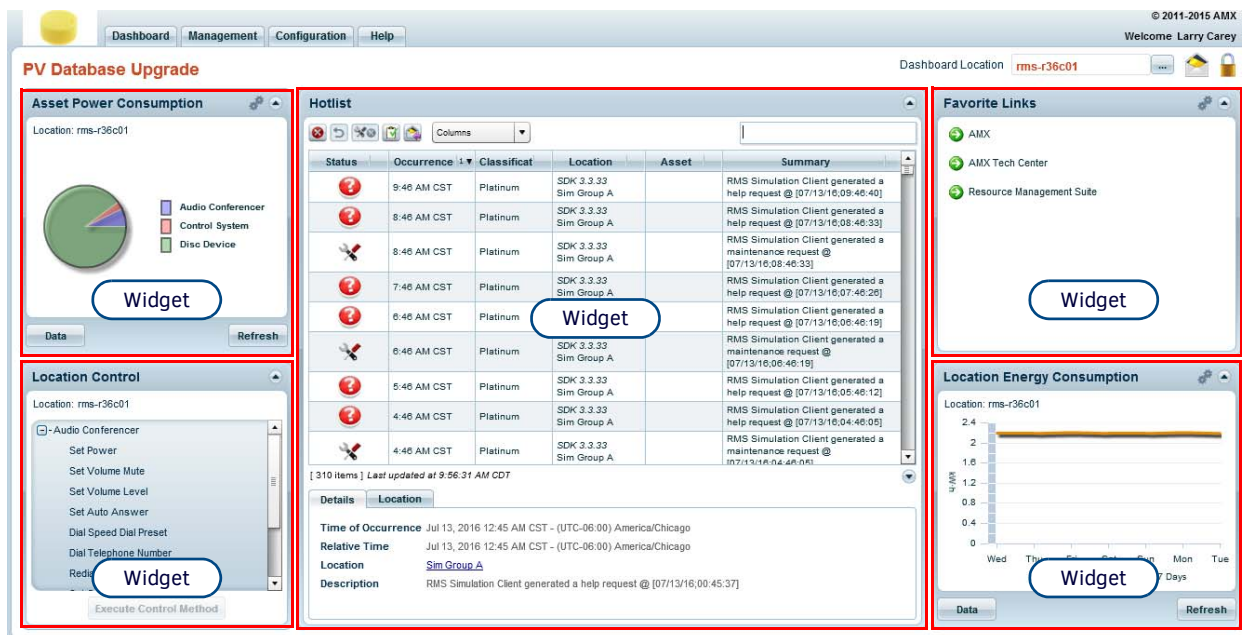 © 2011-2015 AMX
Dashboard Management Configuration Help
Welcome Larry Carey
PV Database Upgrade
Dashboard Location rms-r36c01 ...
Asset Power Consumption
Location: rms-r36c01
Audio Conferencer
Control System
Disc Device
Widget
Data Refresh
Location Control
Location: rms-r36c01
Audio Conferencer
Set Power
Set Volume Mute
Set Volume Level
Set Auto Answer
Dial Speed Dial Preset
Dial Telephone Number
Widget
Execute Control Method
Hotlist
Columns
Status Occurrence 1 Classificat Location Asset Summary
9:46 AM CST Platinum SDK 3.3.33 Sim Group A RMS Simulation Client generated a help request @ [07/13/16;09:46:40]
8:46 AM CST Platinum SDK 3.3.33 Sim Group A RMS Simulation Client generated a help request @ [07/13/16;08:46:33]
8:46 AM CST Platinum SDK 3.3.33 Sim Group A RMS Simulation Client generated a maintenance request @ [07/13/16;08:46:33]
7:46 AM CST Platinum SDK 3.3.33 Sim Group A RMS Simulation Client generated a help request @ [07/13/16;07:46:26]
6:46 AM CST Platinum SDK 3.3.33 Sim Group A RMS Simulation Client generated a help request @ [07/13/16;06:46:19]
Widget
6:46 AM CST Platinum SDK 3.3.33 Sim Group A RMS Simulation Client generated a maintenance request @ [07/13/16;06:46:19]
5:46 AM CST Platinum SDK 3.3.33 Sim Group A RMS Simulation Client generated a help request @ [07/13/16;05:46:12]
4:46 AM CST Platinum SDK 3.3.33 Sim Group A RMS Simulation Client generated a help request @ [07/13/16;04:46:05]
4:46 AM CST Platinum SDK 3.3.33 Sim Group A RMS Simulation Client generated a maintenance request @ [07/13/16;04:46:05]
[ 310 items ] Last updated at 9:56:31 AM CDT
Details Location
Time of Occurrence Jul 13, 2016 12:45 AM CST - (UTC-06:00) America/Chicago
Relative Time Jul 13, 2016 12:45 AM CST - (UTC-06:00) America/Chicago
Location Sim Group A
Description RMS Simulation Client generated a help request @ [07/13/16;00:45:37]
Favorite Links
AMX
AMX Tech Center
Resource Management Suite
Widget
Location Energy Consumption
Location: rms-r36c01
2.4
2
1.6
1.2
0.8
0.4
0
kW-h
Wed Thu Fri Sat Sun Mon Tue
7 Days
Widget
Data Refresh